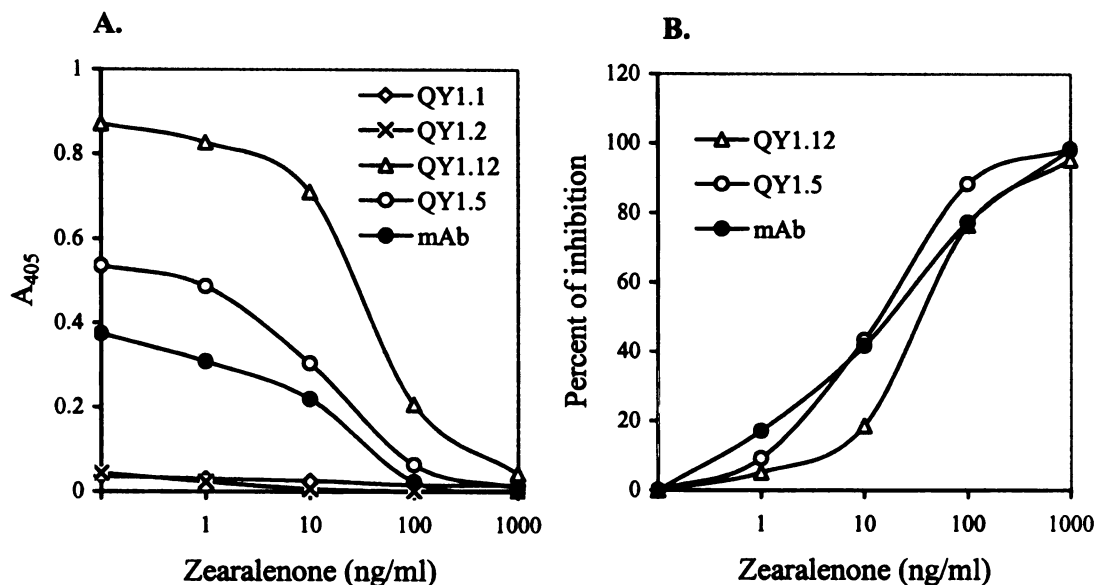 A.
1
0.8
0.6
0.4
0.2
0
A405
QY1.1
QY1.2
QY1.12
QY1.5
mAb
1 10 100 1000
Zearalenone (ng/ml)
B.
120
100
80
60
40
20
0
Percent of inhibition
QY1.12
QY1.5
mAb
1 10 100 1000
Zearalenone (ng/ml)